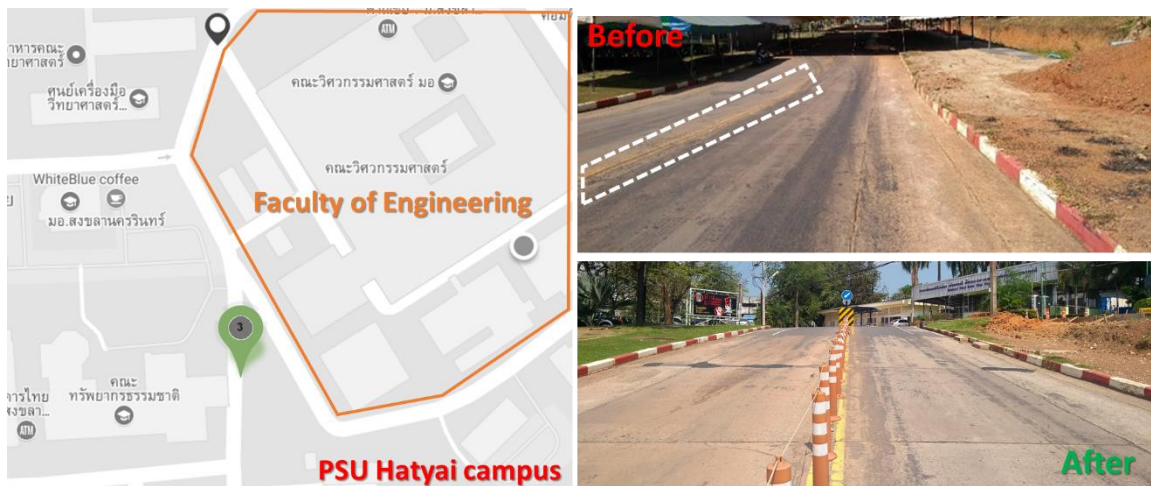 ATM
คณะวิศวกรรมศาสตร์ มอ
ศูนย์เครื่องมือ
วิทยาศาสตร์...
คณะวิศวกรรมศาสตร์
WhiteBlue coffee
มอ.สงขลานครรินทร์
Faculty of Engineering
3
คณะ
ทรัพยากรธรรมชาติ
ATM
PSU Hatyai campus
Before
After